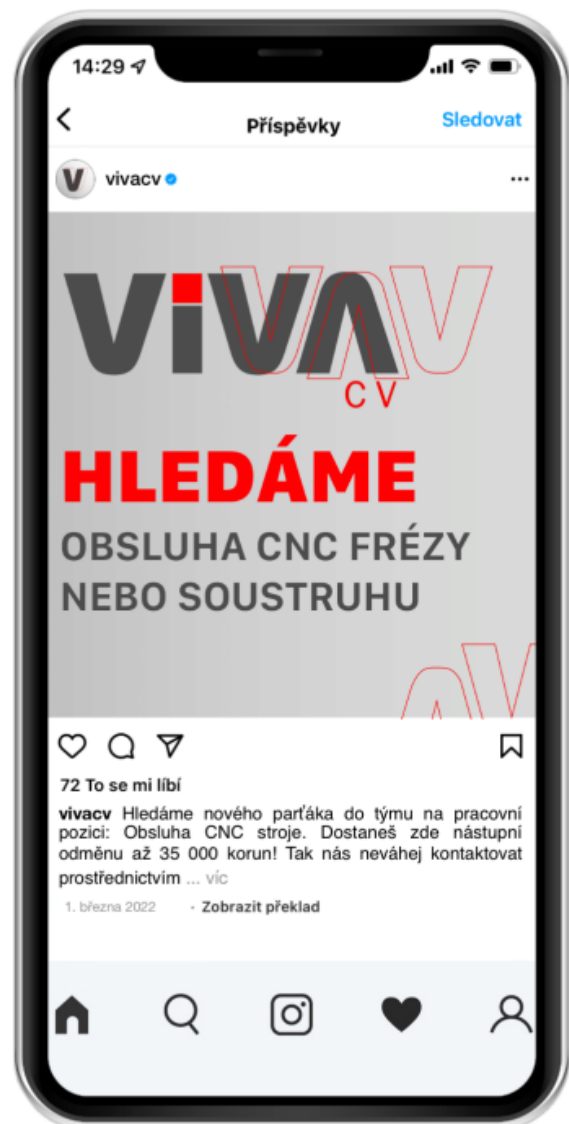 14:29
Příspěvky
Sledovat
V vivacv
...
ViVA
CV
HLEDÁME
OBSLUHA CNC FRÉZY
NEBO SOUSTRUHU
72 To se mi líbí
vivacv Hledáme nového parťáka do týmu na pracovní
pozici: Obsluha CNC stroje. Dostaneš zde nástupní
odměnu až 35 000 korun! Tak nás neváhej kontaktovat
prostřednictvím ... víc
1. března 2022 · Zobrazit překlad